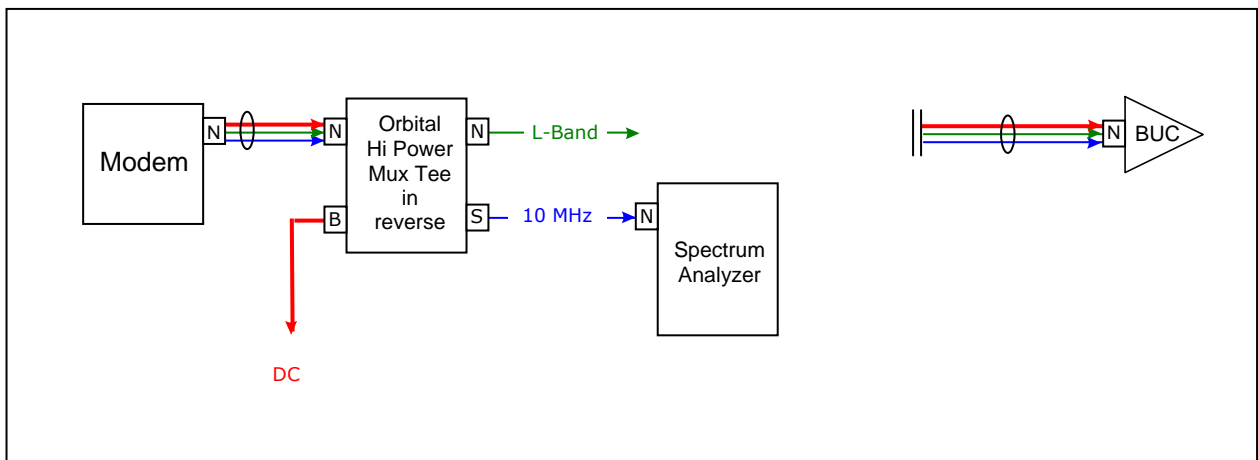 Modem
N
N
Orbital
Hi Power
Mux Tee
in
reverse
N
L-Band
B
S
10 MHz
N
Spectrum
Analyzer
DC
N
BUC